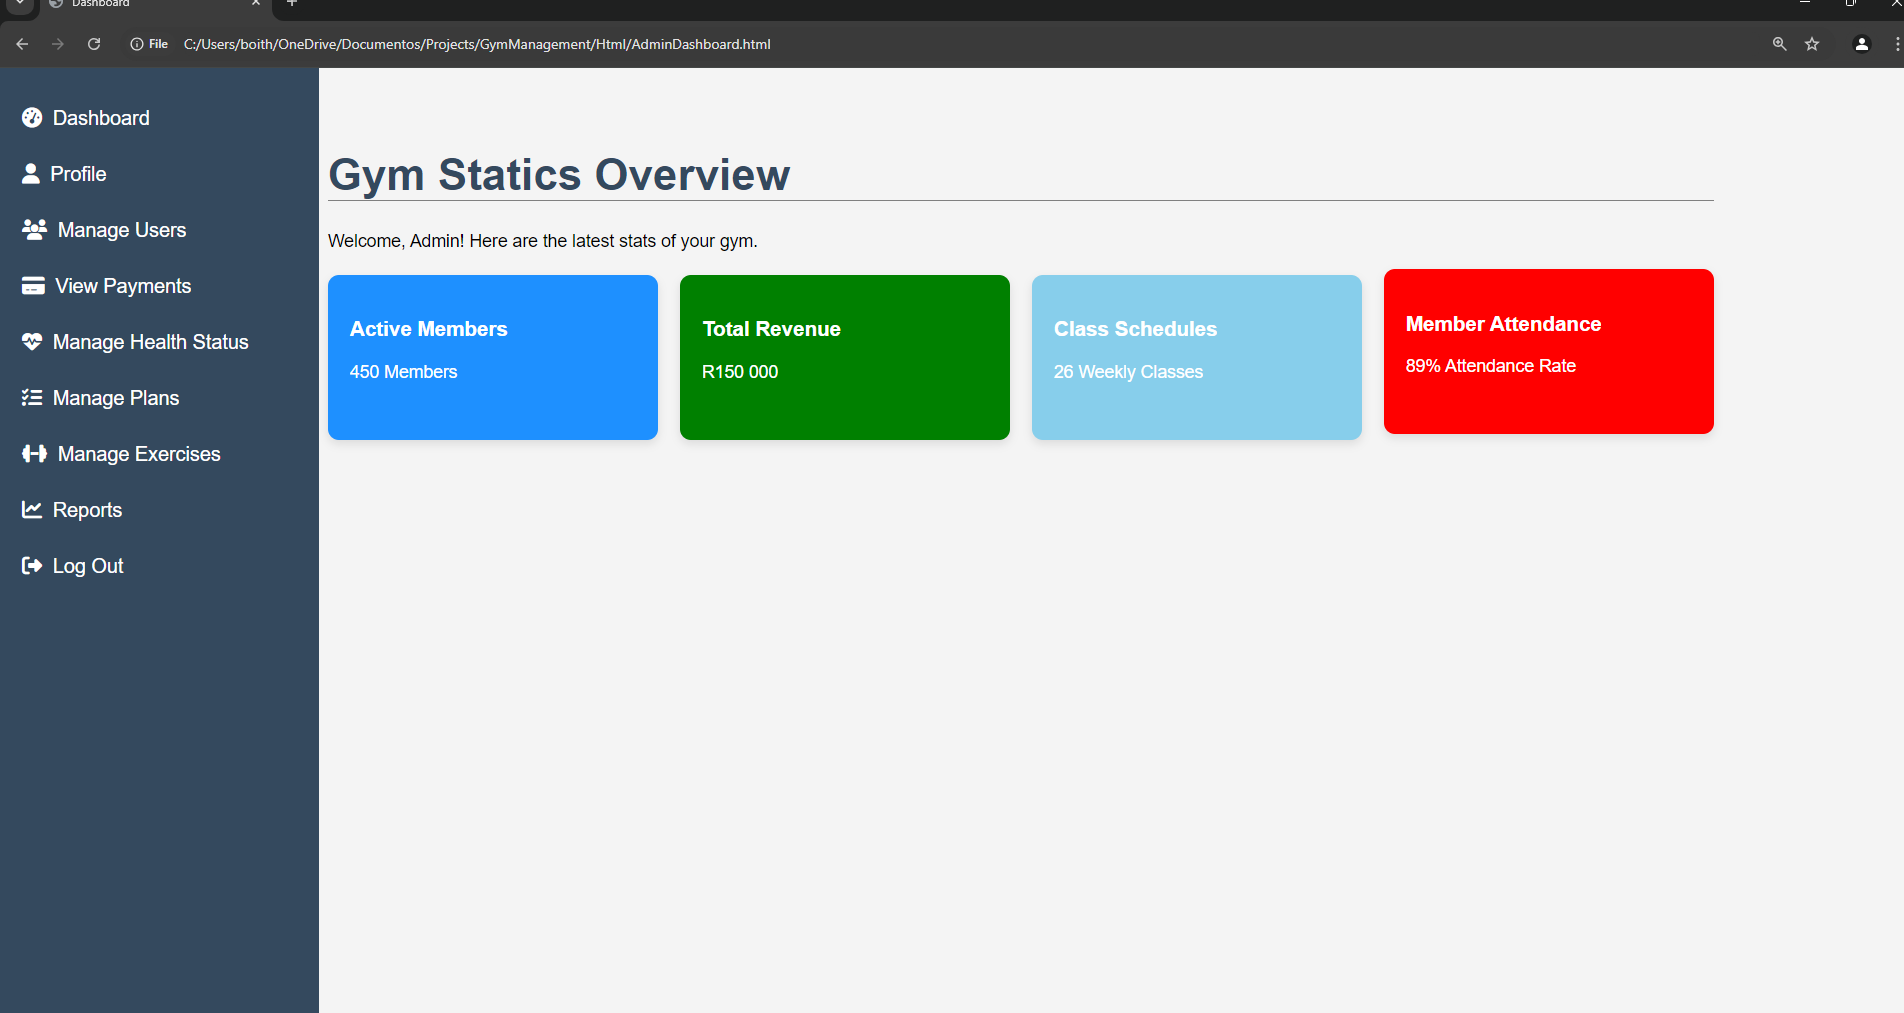 Dashboard
File C:/Users/boith/OneDrive/Documentos/Projects/GymManagement/Html/AdminDashboard.html
Dashboard
Profile
Manage Users
View Payments
Manage Health Status
Manage Plans
Manage Exercises
Reports
Log Out
Gym Statics Overview
Welcome, Admin! Here are the latest stats of your gym.
Active Members
450 Members
Total Revenue
R150 000
Class Schedules
26 Weekly Classes
Member Attendance
89% Attendance Rate